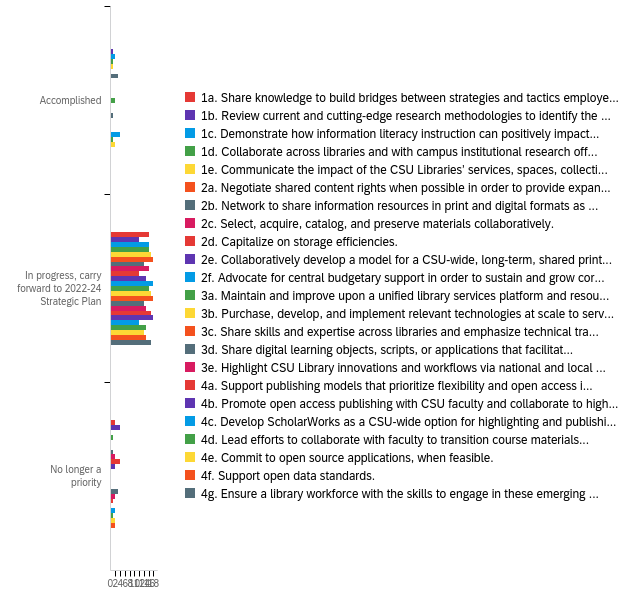 Accomplished
In progress, carry
forward to 2022-24
Strategic Plan
No longer a
priority
1a. Share knowledge to build bridges between strategies and tactics employe...
1b. Review current and cutting-edge research methodologies to identify the ...
1c. Demonstrate how information literacy instruction can positively impact...
1d. Collaborate across libraries and with campus institutional research off...
1e. Communicate the impact of the CSU Libraries' services, spaces, collecti...
2a. Negotiate shared content rights when possible in order to provide expan...
2b. Network to share information resources in print and digital formats as ...
2c. Select, acquire, catalog, and preserve materials collaboratively.
2d. Capitalize on storage efficiencies.
2e. Collaboratively develop a model for a CSU-wide, long-term, shared print...
2f. Advocate for central budgetary support in order to sustain and grow cor...
3a. Maintain and improve upon a unified library services platform and resou...
3b. Purchase, develop, and implement relevant technologies at scale to serv...
3c. Share skills and expertise across libraries and emphasize technical tra...
3d. Share digital learning objects, scripts, or applications that facilitat...
3e. Highlight CSU Library innovations and workflows via national and local ...
4a. Support publishing models that prioritize flexibility and open access i...
4b. Promote open access publishing with CSU faculty and collaborate to high...
4c. Develop ScholarWorks as a CSU-wide option for highlighting and publishi...
4d. Lead efforts to collaborate with faculty to transition course materials...
4e. Commit to open source applications, when feasible.
4f. Support open data standards.
4g. Ensure a library workforce with the skills to engage in these emerging ...
0 2 4 6 8 10 12 14 16 18